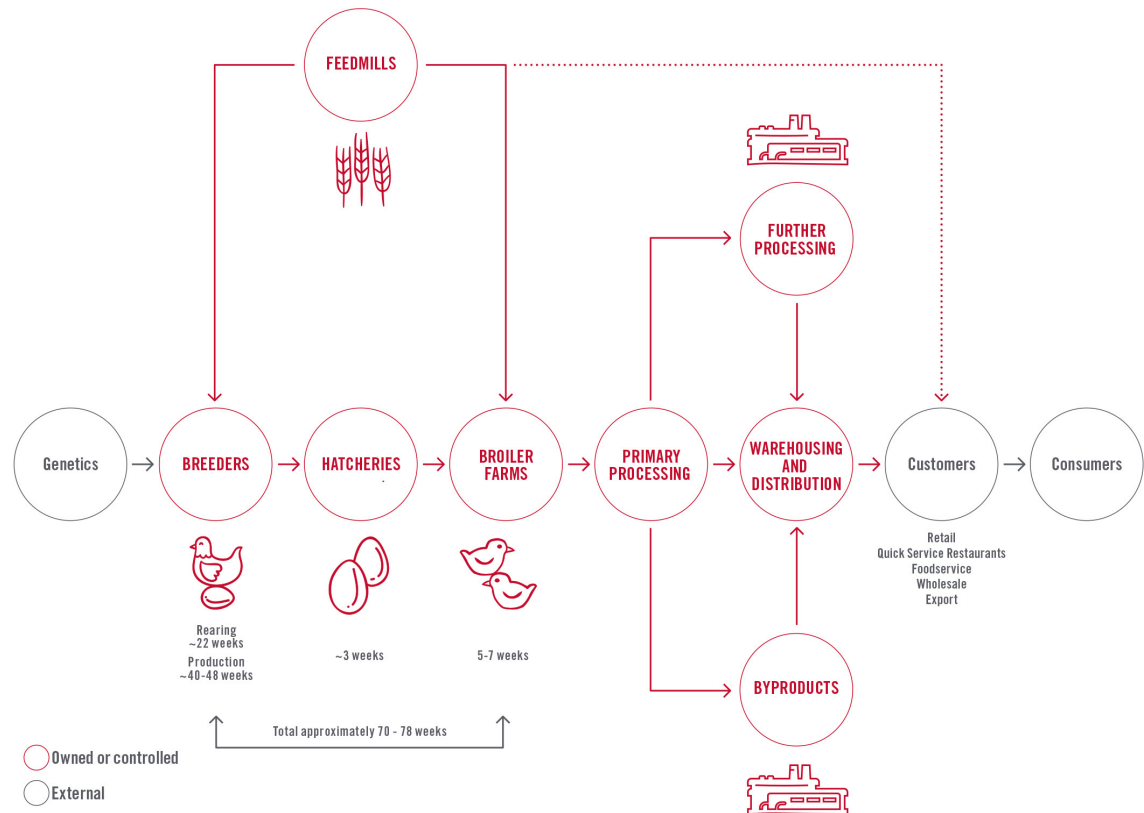 FEEDMILLS
FURTHER
PROCESSING
Genetics
BREEDERS
HATCHERIES
BROILER
FARMS
PRIMARY
PROCESSING
WAREHOUSING
AND
DISTRIBUTION
Customers
Consumers
Rearing
~22 weeks
Production
~40-48 weeks
~3 weeks
5-7 weeks
Retail
Quick Service Restaurants
Foodservice
Wholesale
Export
BYPRODUCTS
Total approximately 70 - 78 weeks
Owned or controlled
External